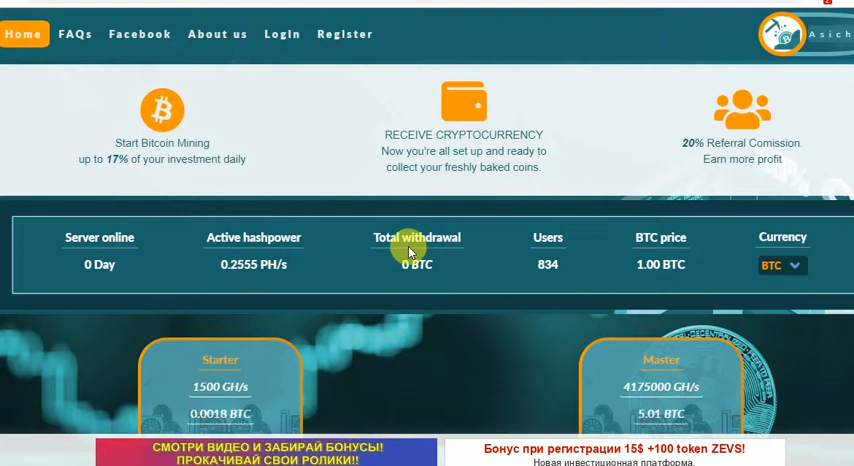 Home FAQs Facebook About us Login Register Asich
Start Bitcoin Mining
up to 17% of your investment daily
RECEIVE CRYPTOCURRENCY
Now you're all set up and ready to
collect your freshly baked coins.
20% Referral Comission.
Earn more profit
Server online Active hashpower Total withdrawal Users BTC price Currency
0 Day 0.2555 PH/s 0 BTC 834 1.00 BTC BTC
Starter
1500 GH/s
0.0018 BTC
Master
4175000 GH/s
5.01 BTC
СМОТРИ ВИДЕО И ЗАБИРАЙ БОНУСЫ!
ПРОКАЧИВАЙ СВОИ РОЛИКИ!!
Бонус при регистрации 15$ +100 token ZEVS!
Новая инвестиционная платформа.